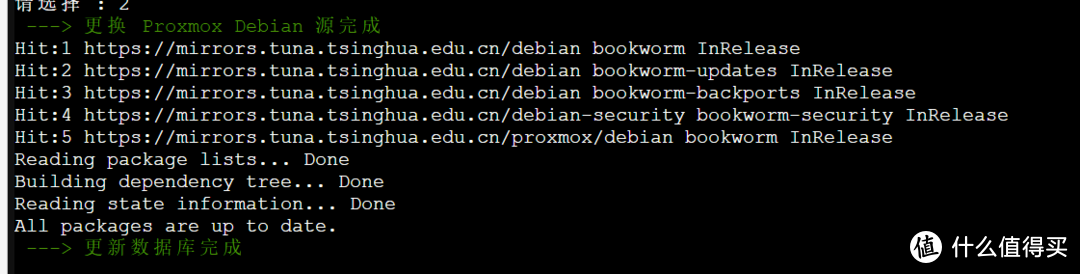 请选择 : 2
---> 更换 Proxmox Debian 源完成
Hit:1 https://mirrors.tuna.tsinghua.edu.cn/debian bookworm InRelease
Hit:2 https://mirrors.tuna.tsinghua.edu.cn/debian bookworm-updates InRelease
Hit:3 https://mirrors.tuna.tsinghua.edu.cn/debian bookworm-backports InRelease
Hit:4 https://mirrors.tuna.tsinghua.edu.cn/debian-security bookworm-security InRelease
Hit:5 https://mirrors.tuna.tsinghua.edu.cn/proxmox/debian bookworm InRelease
Reading package lists... Done
Building dependency tree... Done
Reading state information... Done
All packages are up to date.
---> 更新数据库完成
值 什么值得买